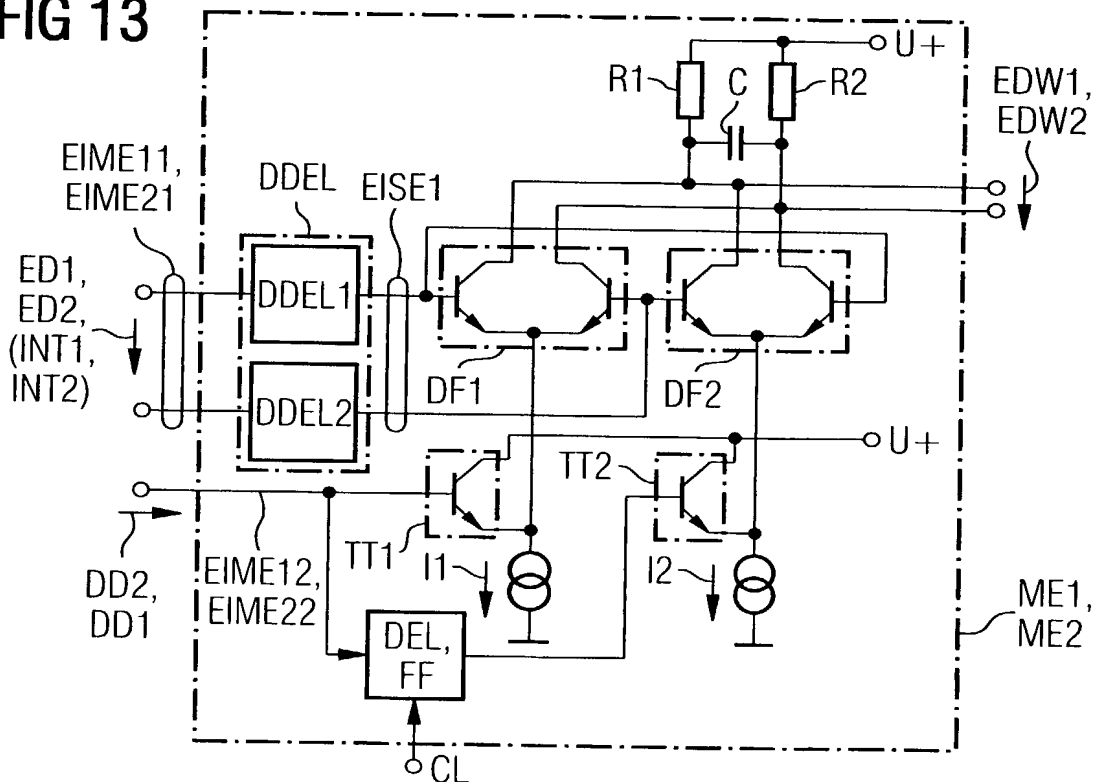 FIG 13
U+
R1
C
R2
EDW1,
EDW2
EIME11,
EIME21
DDEL
EISE1
ED1,
ED2,
(INT1,
INT2)
DDEL1
DDEL2
DF1
DF2
U+
TT2
TT1
I1
I2
DD2,
DD1
EIME12,
EIME22
DEL,
FF
ME1,
ME2
CL